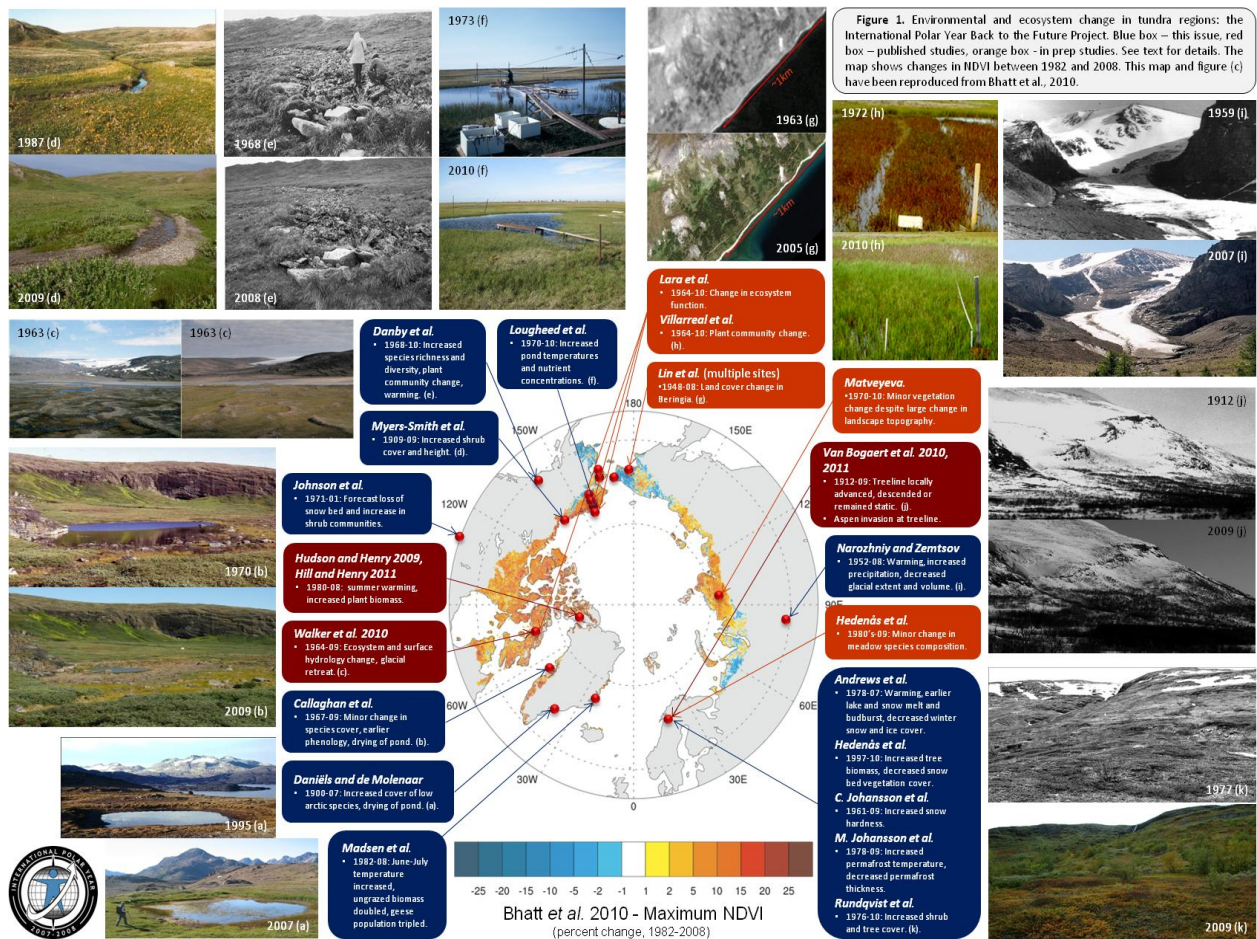 1987 (d)
2009 (d)
1968 (e)
2008 (e)
1973 (f)
2010 (f)
~1km
1963 (g)
~1km
2005 (g)
Figure 1. Environmental and ecosystem change in tundra regions: the
International Polar Year Back to the Future Project. Blue box – this issue, red
box – published studies, orange box - in prep studies. See text for details. The
map shows changes in NDVI between 1982 and 2008. This map and figure (c)
have been reproduced from Bhatt et al., 2010.
1972 (h)
2010 (h)
1959 (i)
2007 (i)
1963 (c)
1963 (c)
Danby et al.
• 1968-10: Increased
species richness and
diversity, plant
community change,
warming. (e).
Lougheed et al.
• 1970-10: Increased
pond temperatures
and nutrient
concentrations. (f).
Lara et al.
• 1964-10: Change in ecosystem
function.
Villarreal et al.
• 1964-10: Plant community change.
(h).
Lin et al. (multiple sites)
•1948-08: Land cover change in
Beringia. (g).
Matveyeva.
•1970-10: Minor vegetation
change despite large change in
landscape topography.
Myers-Smith et al.
• 1909-09: Increased shrub
cover and height. (d).
Van Bogaert et al. 2010,
2011
• 1912-09: Treeline locally
advanced, descended or
remained static. (j).
• Aspen invasion at treeline.
1912 (j)
2009 (j)
Johnson et al.
• 1971-01: Forecast loss of
snow bed and increase in
shrub communities.
Narozhniy and Zemtsov
• 1952-08: Warming, increased
precipitation, decreased
glacial extent and volume. (i).
1970 (b)
2009 (b)
Hudson and Henry 2009,
Hill and Henry 2011
• 1980-08: summer warming,
increased plant biomass.
Hedenås et al.
• 1980's-09: Minor change in
meadow species composition.
Walker et al. 2010
• 1964-09: Ecosystem and surface
hydrology change, glacial
retreat. (c).
Callaghan et al.
• 1967-09: Minor change in
species cover, earlier
phenology, drying of pond. (b).
Daniëls and de Molenaar
• 1900-07: Increased cover of low
arctic species, drying of pond. (a).
Madsen et al.
• 1982-08: June-July
temperature
increased,
ungrazed biomass
doubled, geese
population tripled.
Andrews et al.
• 1978-07: Warming, earlier
lake and snow melt and
budburst, decreased winter
snow and ice cover.
Hedenås et al.
• 1997-10: Increased tree
biomass, decreased snow
bed vegetation cover.
C. Johansson et al.
• 1961-09: Increased snow
hardness.
M. Johansson et al.
• 1978-09: Increased
permafrost temperature,
decreased permafrost
thickness.
Rundqvist et al.
• 1976-10: Increased shrub
and tree cover. (k).
1977 (k)
2009 (k)
1995 (a)
2007 (a)
INTERNATIONAL POLAR YEAR
2007-2008
180
150W
150E
120W
90E
60W
60E
30W
30E
0
-25 -20 -15 -10 -5 -2 -1 1 2 5 10 15 20 25
Bhatt et al. 2010 - Maximum NDVI
(percent change, 1982-2008)